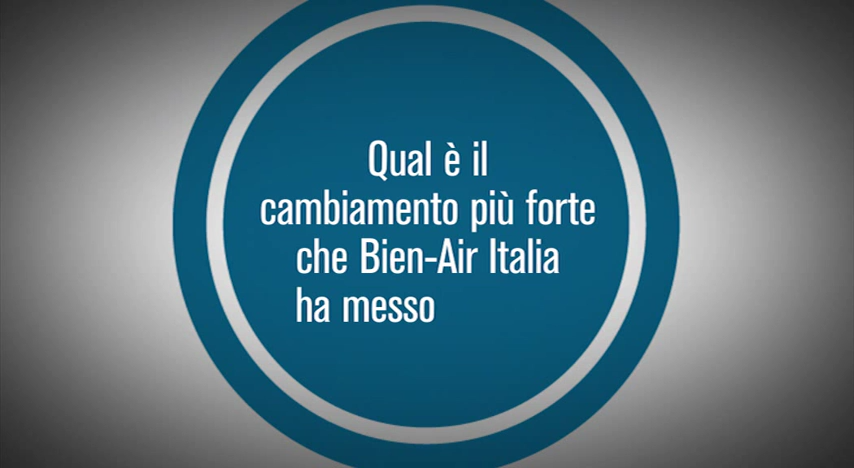 Qual è il
cambiamento più forte
che Bien-Air Italia
ha messo